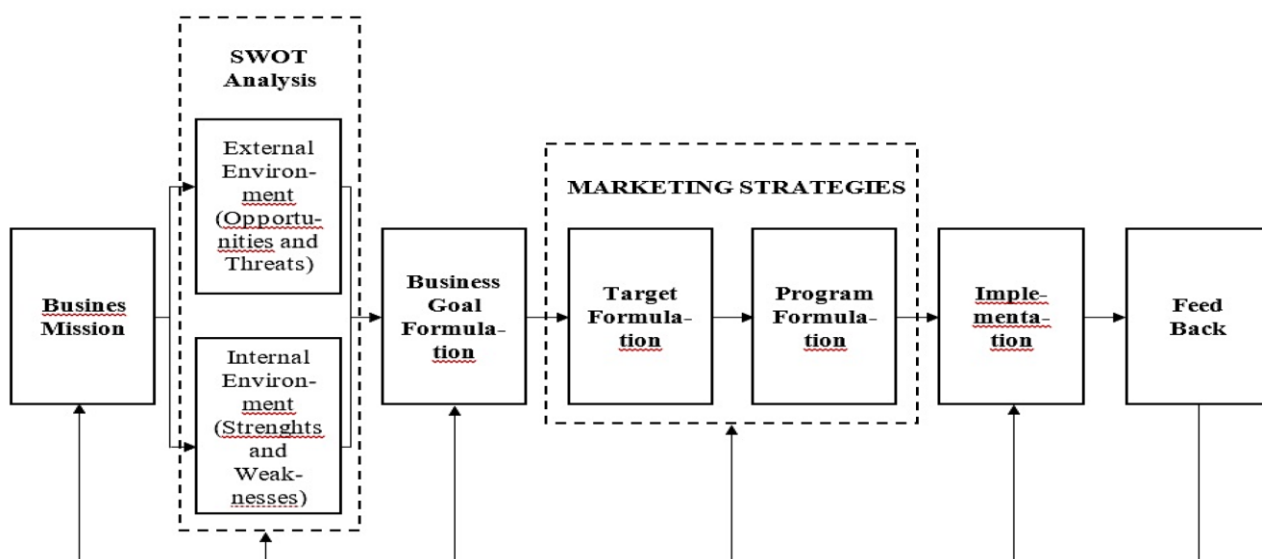 SWOT
Analysis
External
Environ-
ment
(Opportu-
nities and
Threats)
Internal
Environ-
ment
(Strenghts
and
Weak-
nesses)
Busines
Mission
Business
Goal
Formula-
tion
MARKETING STRATEGIES
Target
Formula-
tion
Program
Formula-
tion
Imple-
menta-
tion
Feed
Back